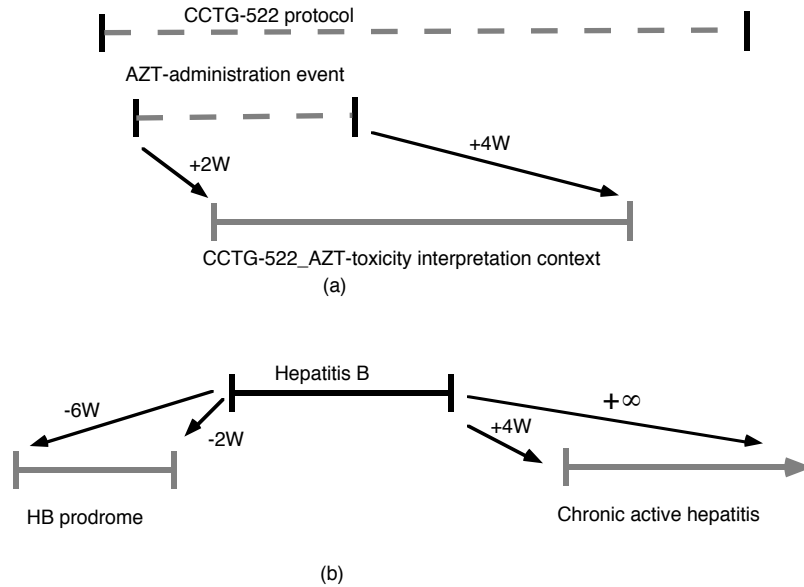 CCTG-522 protocol
AZT-administration event
+2W
+4W
CCTG-522_AZT-toxicity interpretation context
(a)
Hepatitis B
-6W
-2W
+4W
+∞
HB prodrome
Chronic active hepatitis
(b)